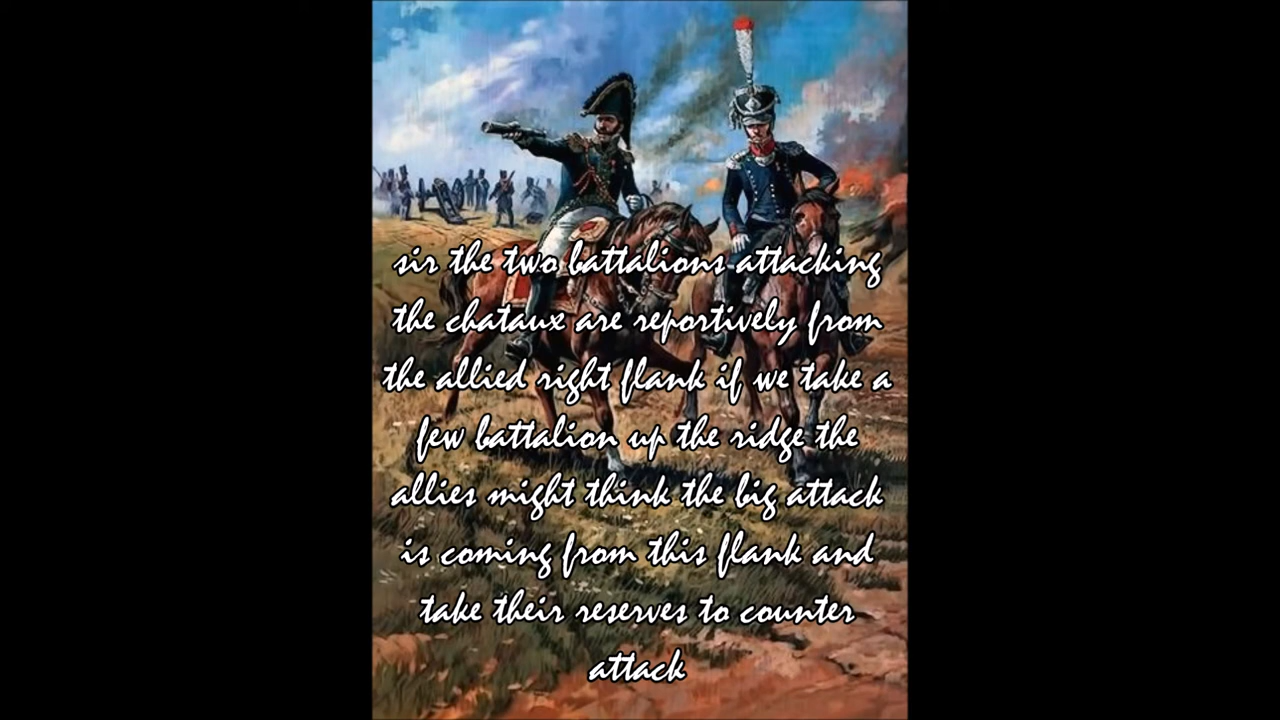 sir the two battalions attacking
the chataux are reportively from
the allied right flank if we take a
few battalion up the ridge the
allies might think the big attack
is coming from this flank and
take their reserves to counter
attack